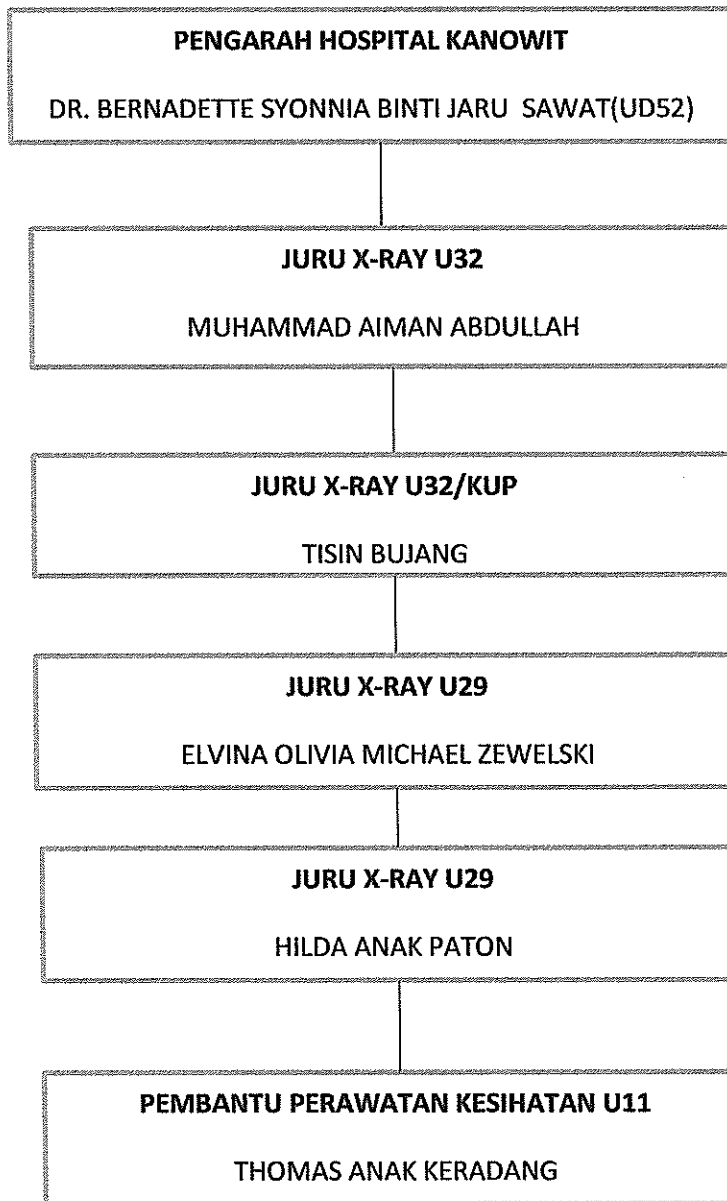 PENGARAH HOSPITAL KANOWIT
DR. BERNADETTE SYONNIA BINTI JARU SAWAT(UD52)
JURU X-RAY U32
MUHAMMAD AIMAN ABDULLAH
JURU X-RAY U32/KUP
TISIN BUJANG
JURU X-RAY U29
ELVINA OLIVIA MICHAEL ZEWELSKI
JURU X-RAY U29
HILDA ANAK PATON
PEMBANTU PERAWATAN KESIHATAN U11
THOMAS ANAK KERADANG